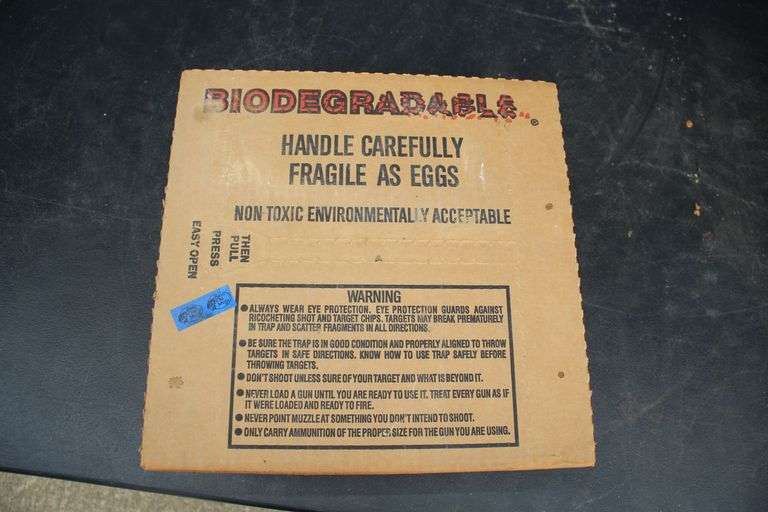 BIODEGRADABLE®
HANDLE CAREFULLY
FRAGILE AS EGGS
NON TOXIC ENVIRONMENTALLY ACCEPTABLE
EASY OPEN
PRESS
THEN
PULL
WARNING
● ALWAYS WEAR EYE PROTECTION. EYE PROTECTION GUARDS AGAINST
RICOCHETING SHOT AND TARGET CHIPS. TARGETS MAY BREAK PREMATURELY
IN TRAP AND SCATTER FRAGMENTS IN ALL DIRECTIONS.
● BE SURE THE TRAP IS IN GOOD CONDITION AND PROPERLY ALIGNED TO THROW
TARGETS IN SAFE DIRECTIONS. KNOW HOW TO USE TRAP SAFELY BEFORE
THROWING TARGETS.
● DON'T SHOOT UNLESS SURE OF YOUR TARGET AND WHAT IS BEYOND IT.
● NEVER LOAD A GUN UNTIL YOU ARE READY TO USE IT. TREAT EVERY GUN AS IF
IT WERE LOADED AND READY TO FIRE.
● NEVER POINT MUZZLE AT SOMETHING YOU DON'T INTEND TO SHOOT.
● ONLY CARRY AMMUNITION OF THE PROPER SIZE FOR THE GUN YOU ARE USING.